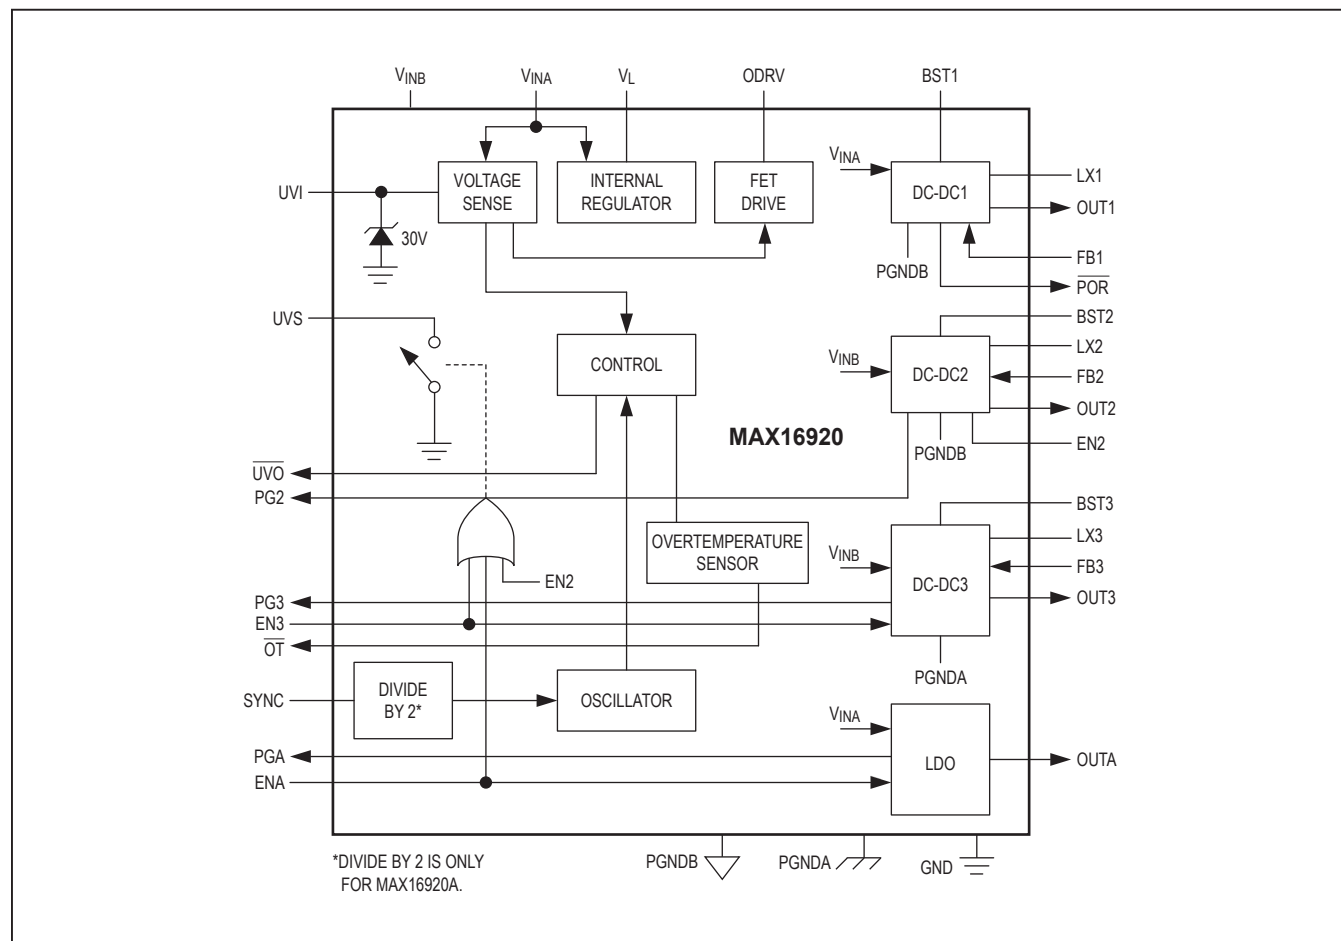 VINB
VINA
VL
ODRV
BST1
UVI
VOLTAGE
SENSE
INTERNAL
REGULATOR
FET
DRIVE
VINA
DC-DC1
LX1
OUT1
30V
PGNDB
FB1
POR
UVS
CONTROL
BST2
VINB
DC-DC2
LX2
FB2
OUT2
MAX16920
PGNDB
EN2
UVO
PG2
BST3
OVERTEMPERATURE
SENSOR
VINB
DC-DC3
LX3
FB3
EN2
OUT3
PG3
EN3
OT
PGNDA
SYNC
DIVIDE
BY 2*
OSCILLATOR
VINA
PGA
LDO
OUTA
ENA
*DIVIDE BY 2 IS ONLY
FOR MAX16920A.
PGNDB
PGNDA
GND